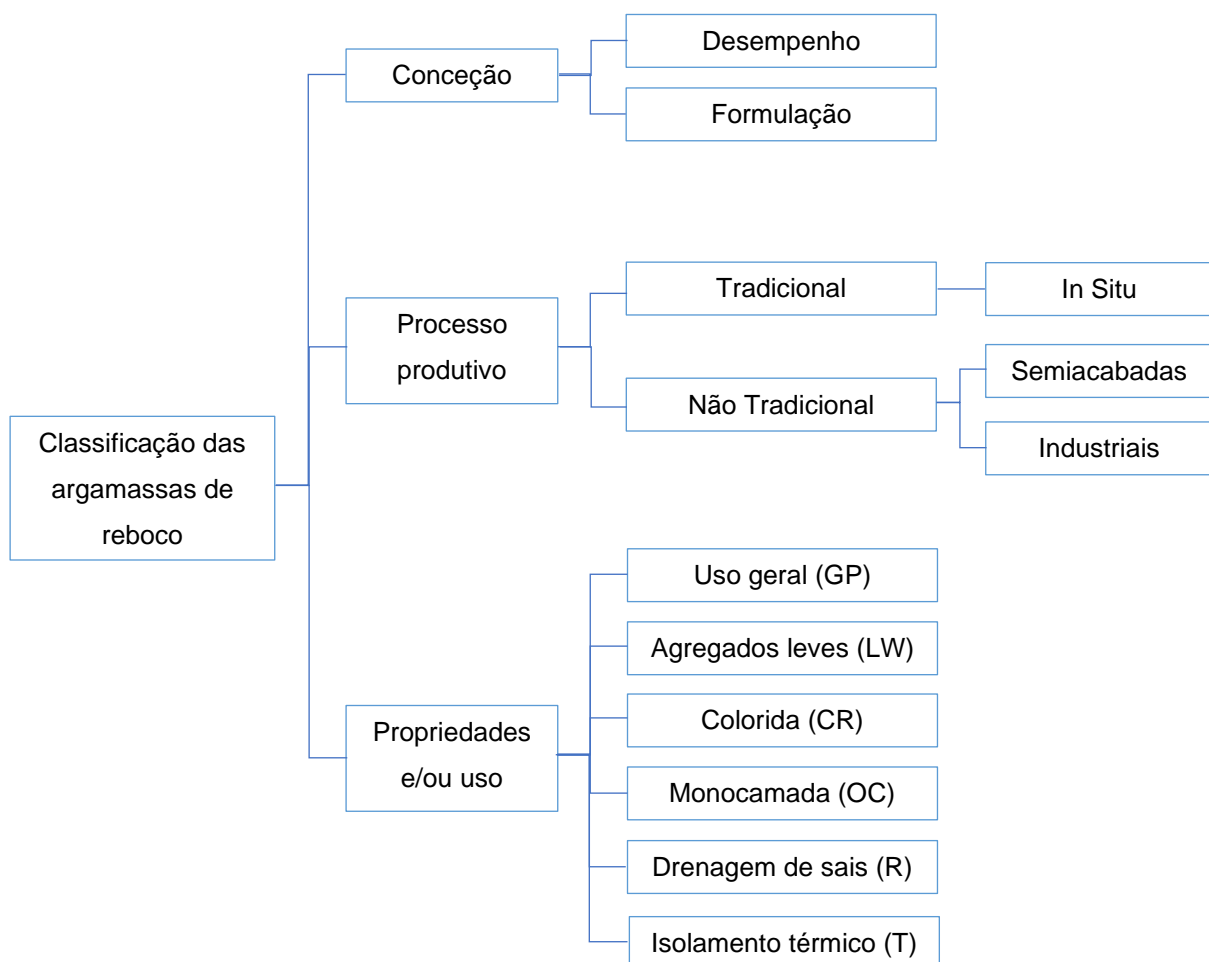 Desempenho
Conceção
Formulação
Tradicional
In Situ
Processo
produtivo
Semiacabadas
Não Tradicional
Industriais
Classificação das
argamassas de
reboco
Uso geral (GP)
Agregados leves (LW)
Colorida (CR)
Propriedades
e/ou uso
Monocamada (OC)
Drenagem de sais (R)
Isolamento térmico (T)